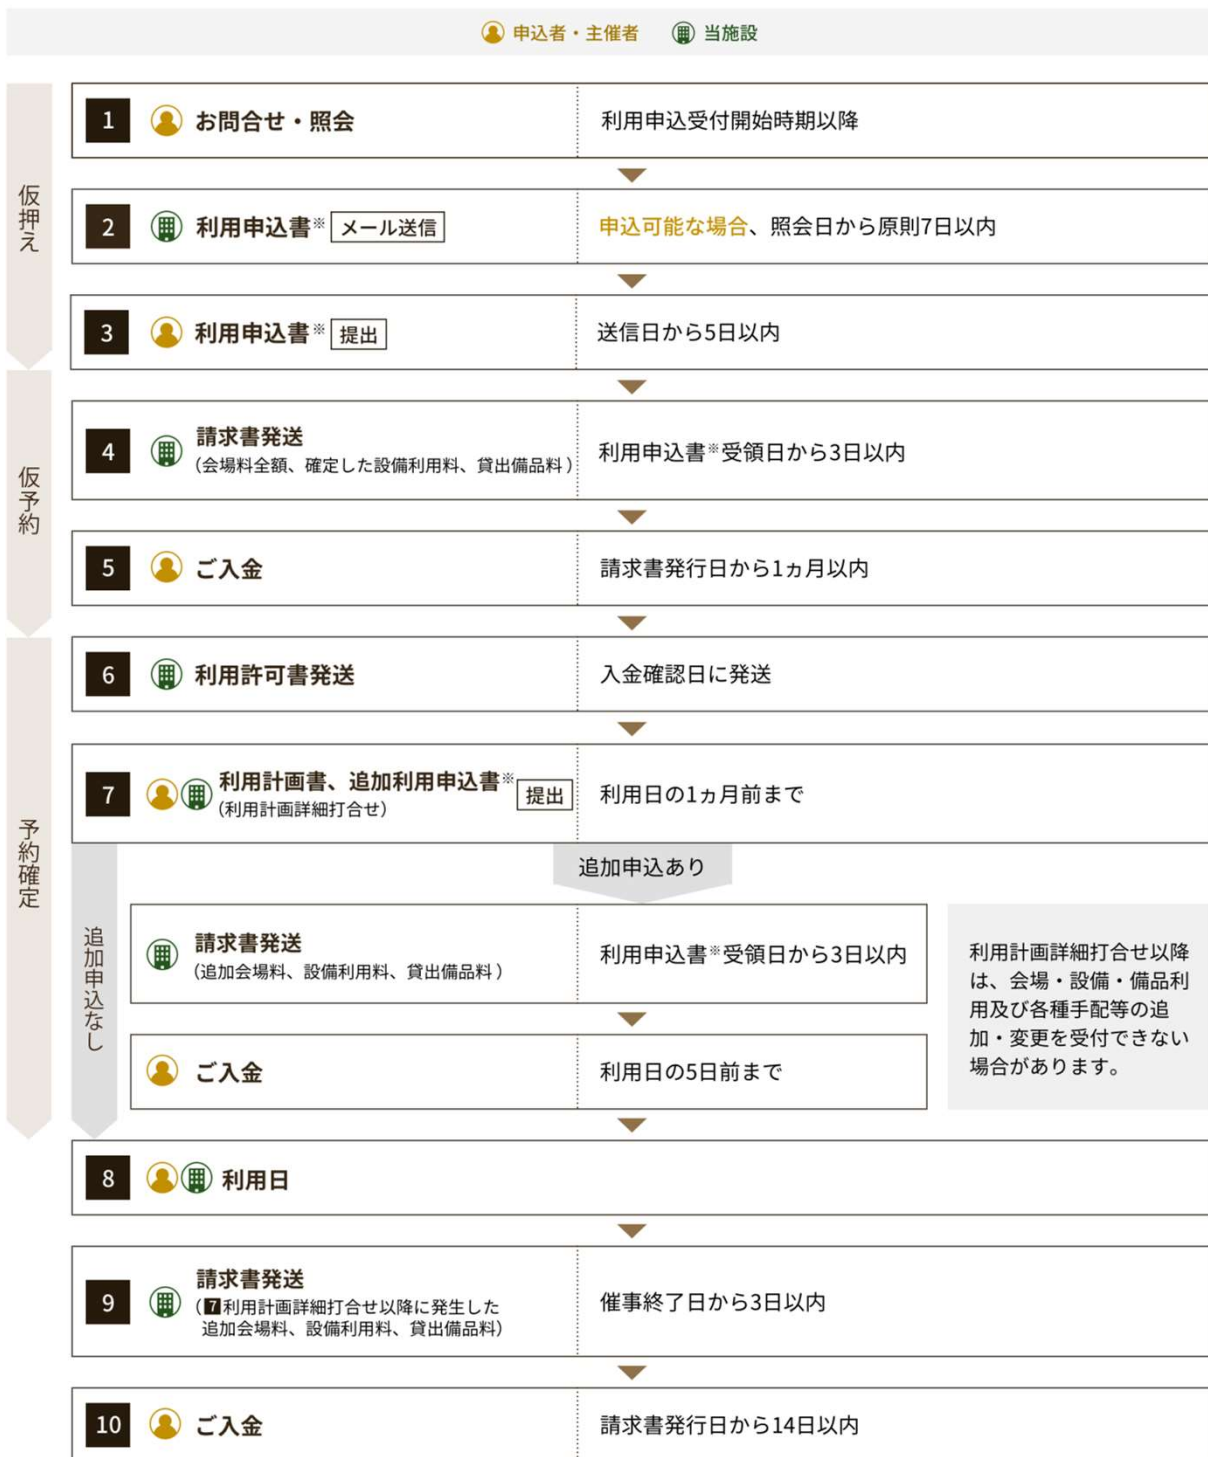 申込者・主催者 当施設
仮押え
1 お問合せ・照会 利用申込受付開始時期以降
2 利用申込書※ メール送信 申込可能な場合、照会日から原則7日以内
3 利用申込書※ 提出 送信日から5日以内
仮予約
4 請求書発送 利用申込書※受領日から3日以内
(会場料全額、確定した設備利用料、貸出備品料)
5 ご入金 請求書発行日から1ヵ月以内
予約確定
6 利用許可書発送 入金確認日に発送
7 利用計画書、追加利用申込書※ 提出 利用日の1ヵ月前まで
(利用計画詳細打合せ)
追加申込あり
追加申込なし
請求書発送 利用申込書※受領日から3日以内
(追加会場料、設備利用料、貸出備品料)
ご入金 利用日の5日前まで
利用計画詳細打合せ以降
は、会場・設備・備品利
用及び各種手配等の追
加・変更を受付できない
場合があります。
8 利用日
9 請求書発送 催事終了日から3日以内
(7利用計画詳細打合せ以降に発生した
追加会場料、設備利用料、貸出備品料)
10 ご入金 請求書発行日から14日以内